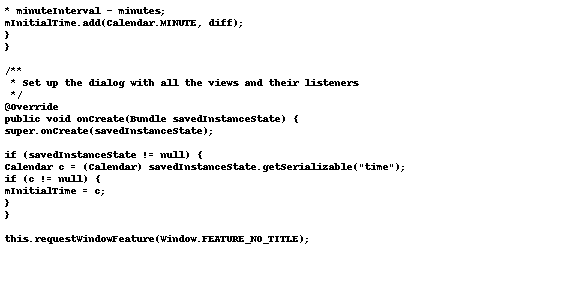 * minuteInterval - minutes;
mInitialTime.add(Calendar.MINUTE, diff);
}
}
/**
* Set up the dialog with all the views and their listeners
*/
@Override
public void onCreate(Bundle savedInstanceState) {
super.onCreate(savedInstanceState);
if (savedInstanceState != null) {
Calendar c = (Calendar) savedInstanceState.getSerializable("time");
if (c != null) {
mInitialTime = c;
}
}
this.requestWindowFeature(Window.FEATURE_NO_TITLE);